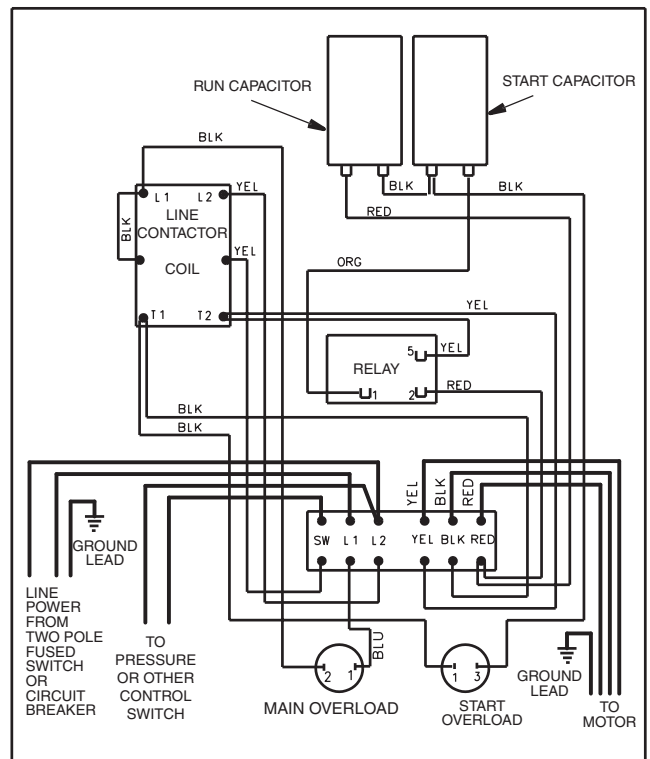 RUN CAPACITOR
START CAPACITOR
BLK
L1 L2
YEL
BLK
BLK
LINE
CONTACTOR
BLK
RED
YEL
COIL
ORG
T1 T2
YEL
5
YEL
RELAY
1
2
RED
BLK
BLK
YEL
BLK
RED
SW L1 L2 YEL BLK RED
GROUND
LEAD
LINE
POWER
FROM
TWO POLE
FUSED
SWITCH
OR
CIRCUIT
BREAKER
TO
PRESSURE
OR OTHER
CONTROL
SWITCH
BLU
2 1
MAIN OVERLOAD
1 3
START
OVERLOAD
GROUND
LEAD
TO
MOTOR